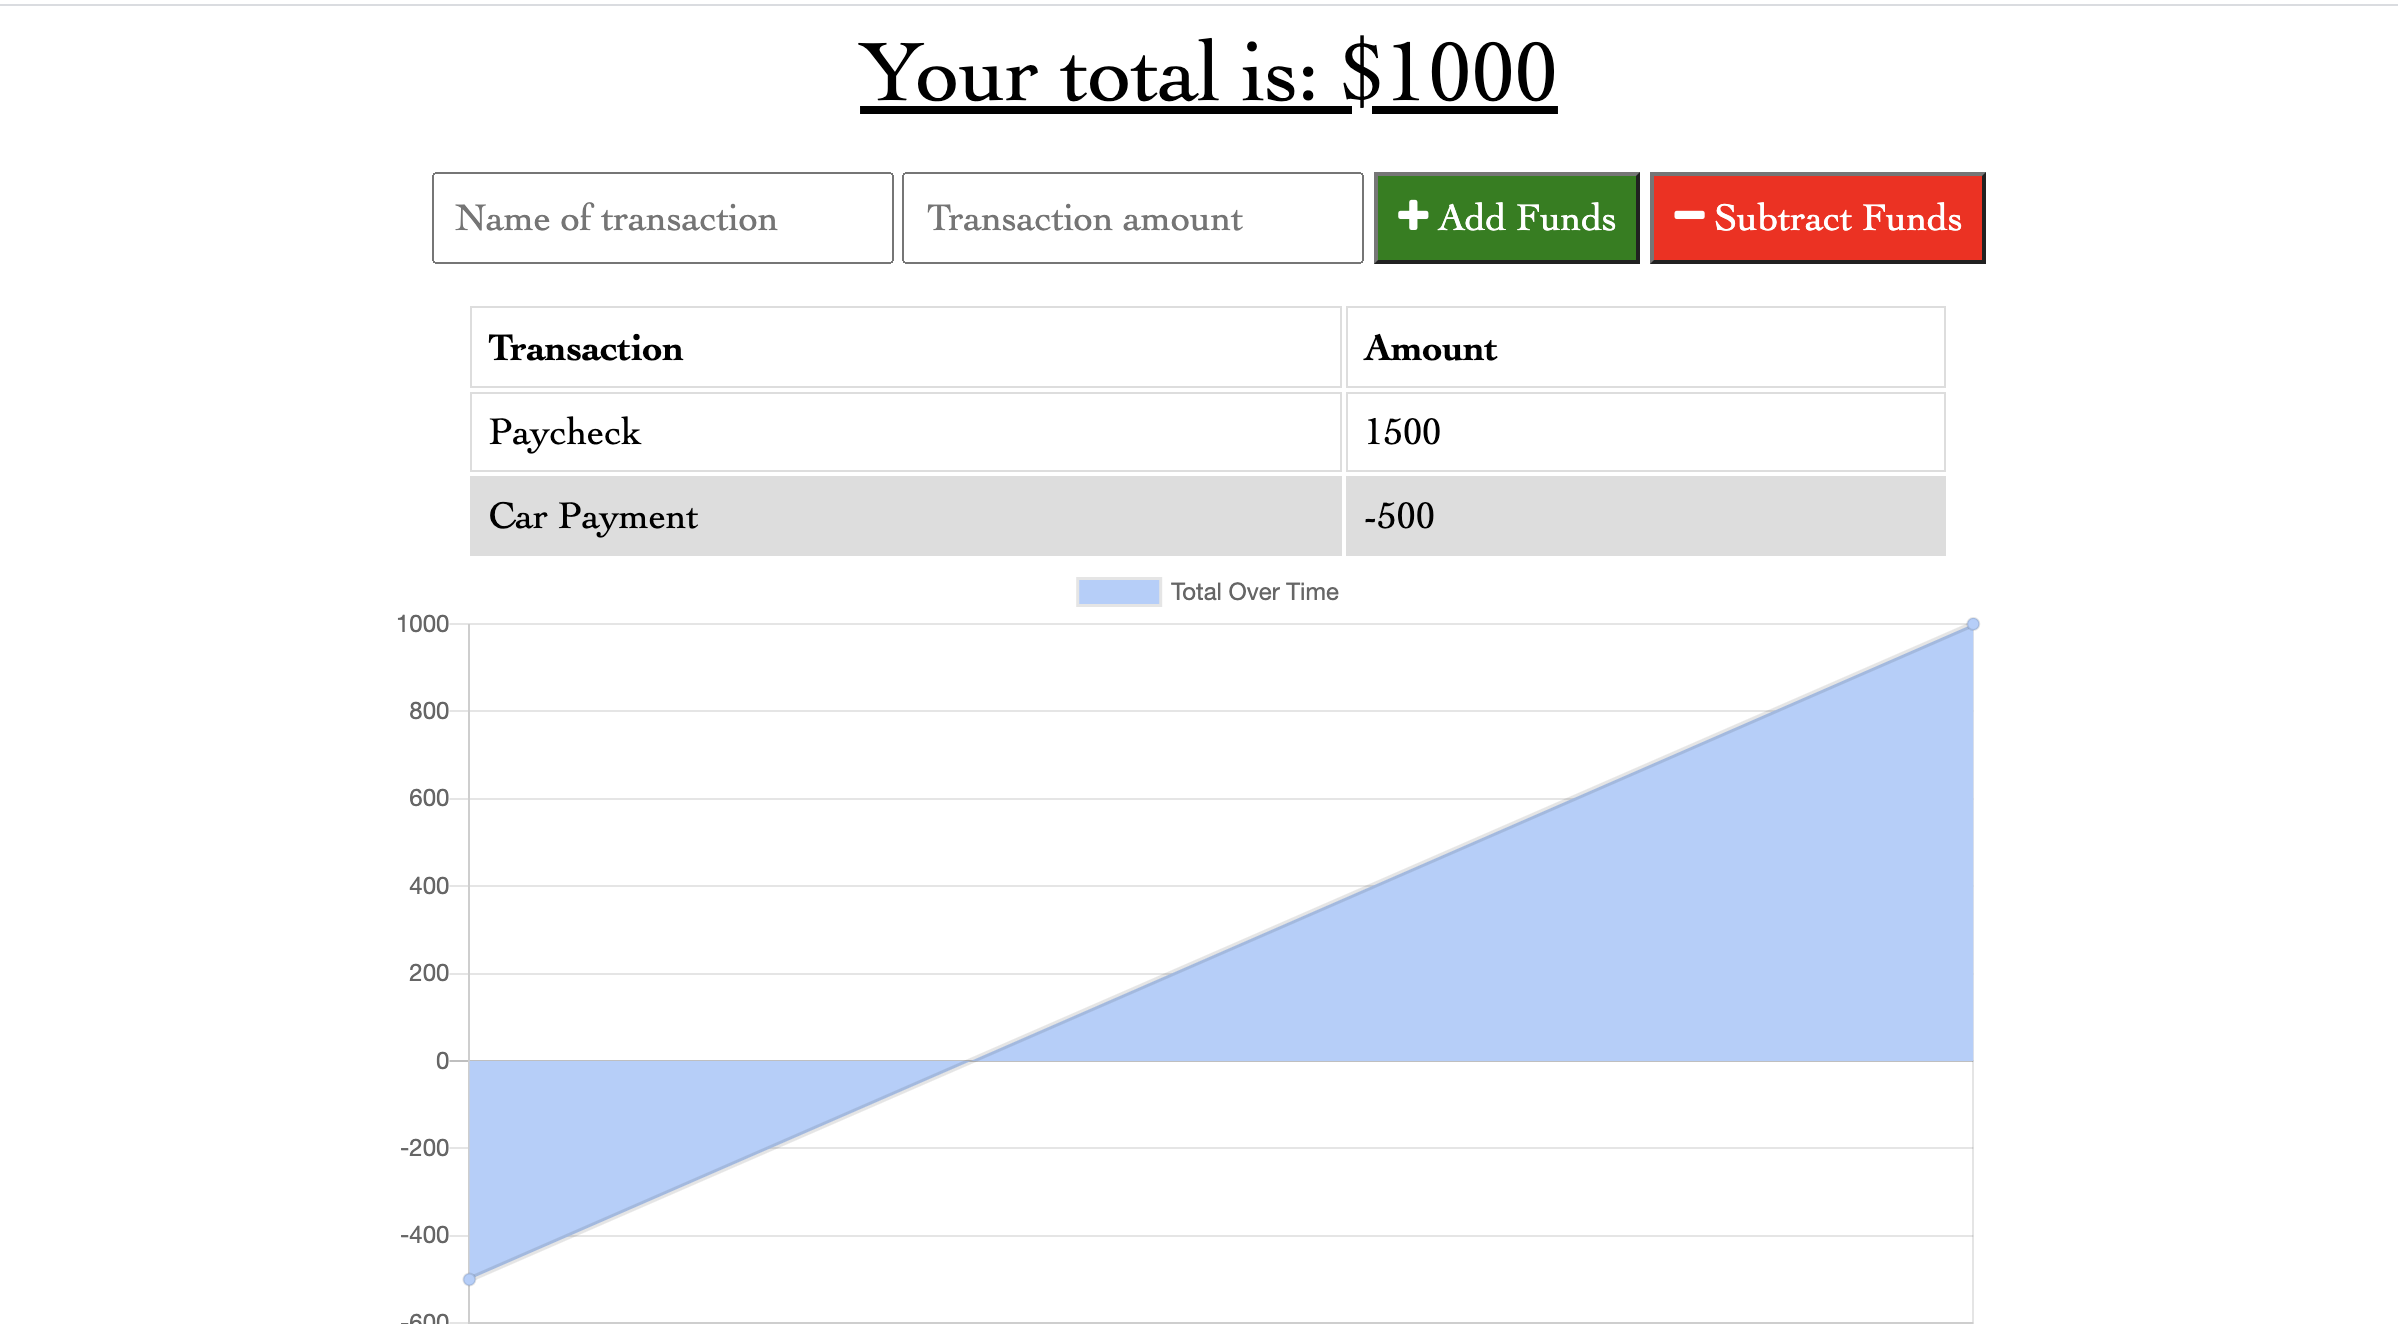 Your total is: $1000
Name of transaction
Transaction amount
Add Funds
Subtract Funds
Transaction Amount
Paycheck 1500
Car Payment -500
Total Over Time
1000
800
600
400
200
0
-200
-400
-600